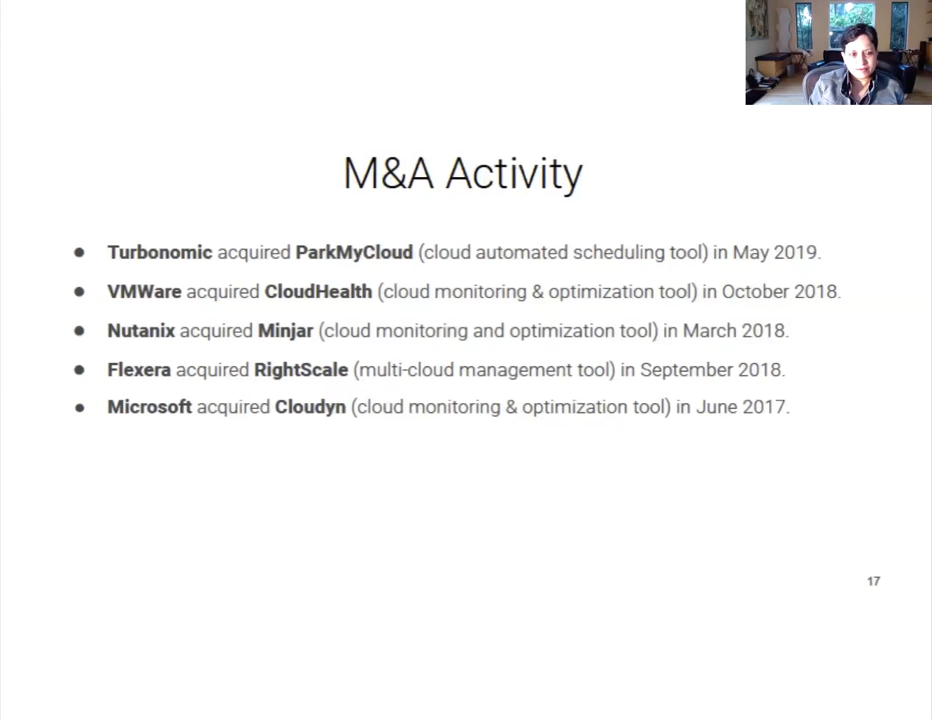 M&A Activity
● Turbonomic acquired ParkMyCloud (cloud automated scheduling tool) in May 2019.
● VMWare acquired CloudHealth (cloud monitoring & optimization tool) in October 2018.
● Nutanix acquired Minjar (cloud monitoring and optimization tool) in March 2018.
● Flexera acquired RightScale (multi-cloud management tool) in September 2018.
● Microsoft acquired Cloudyn (cloud monitoring & optimization tool) in June 2017.
17